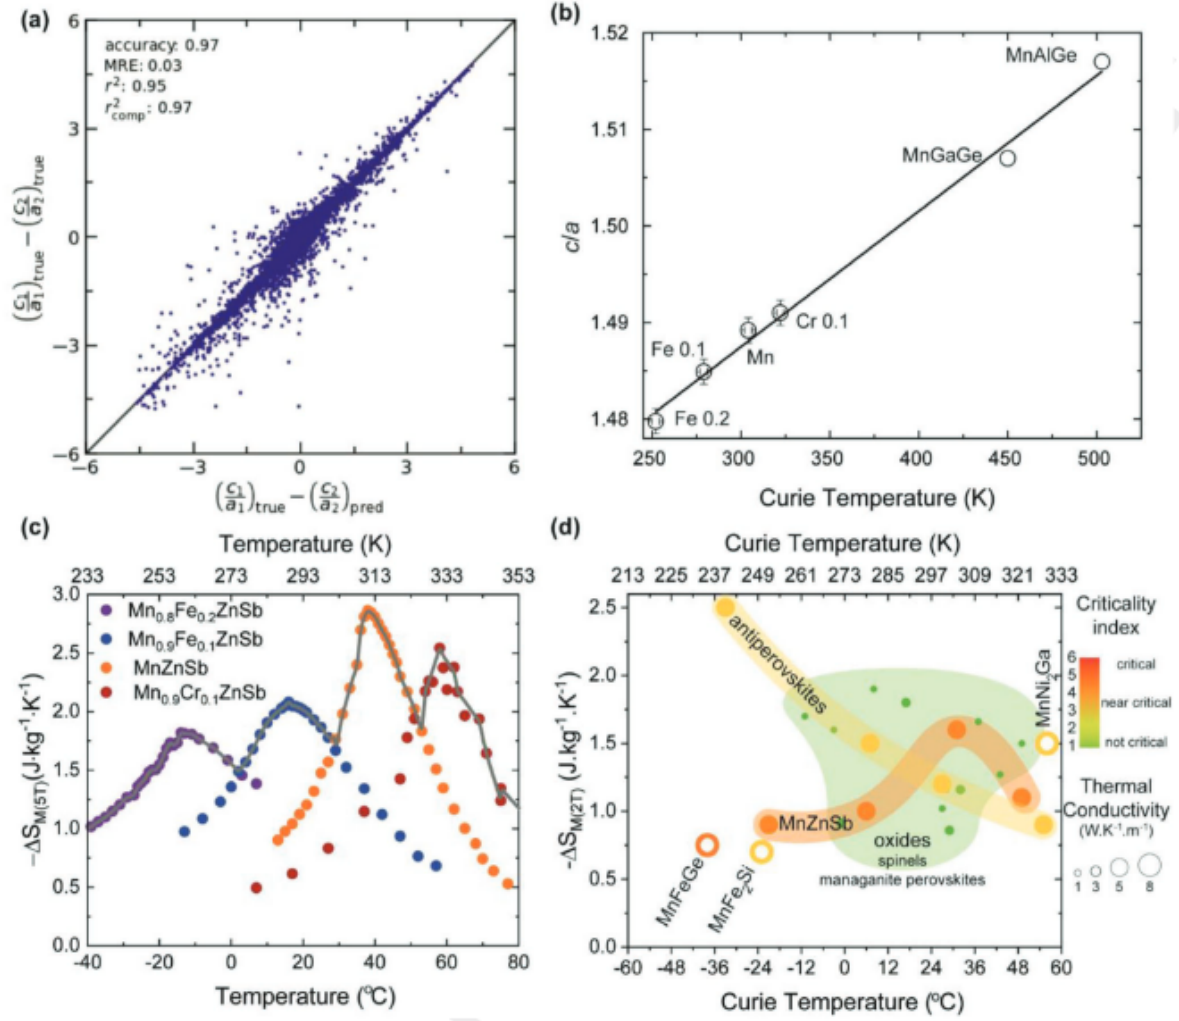 (a)
accuracy: 0.97
MRE: 0.03
r²: 0.95
r²comp: 0.97
6
3
0
−3
−6
−6 −3 0 3 6
(c₁/a₁)true − (c₂/a₂)true
(c₁/a₁)true − (c₂/a₂)pred
(b)
1.52
1.51
1.50
1.49
1.48
c/a
MnAlGe
MnGaGe
Cr 0.1
Fe 0.1
Mn
Fe 0.2
250 300 350 400 450 500
Curie Temperature (K)
(c)
Temperature (K)
233 253 273 293 313 333 353
3.0
2.5
2.0
1.5
1.0
0.5
0.0
−ΔSM(5T)(J·kg⁻¹·K⁻¹)
Mn0.8Fe0.2ZnSb
Mn0.9Fe0.1ZnSb
MnZnSb
Mn0.9Cr0.1ZnSb
-40 -20 0 20 40 60 80
Temperature (ºC)
(d)
Curie Temperature (K)
213 225 237 249 261 273 285 297 309 321 333
2.5
2.0
1.5
1.0
0.5
0.0
-ΔSM(2T) (J.kg⁻¹.K⁻¹)
antiperovskites
MnZnSb
oxides
spinels
managanite perovskites
MnFeGe
MnFe2Si
MnNi2Ga
-60 -48 -36 -24 -12 0 12 24 36 48 60
Curie Temperature (ºC)
Criticality
index
6
5
4
3
2
1
critical
near critical
not critical
Thermal
Conductivity
(W.K⁻¹.m⁻¹)
1 3 5 8